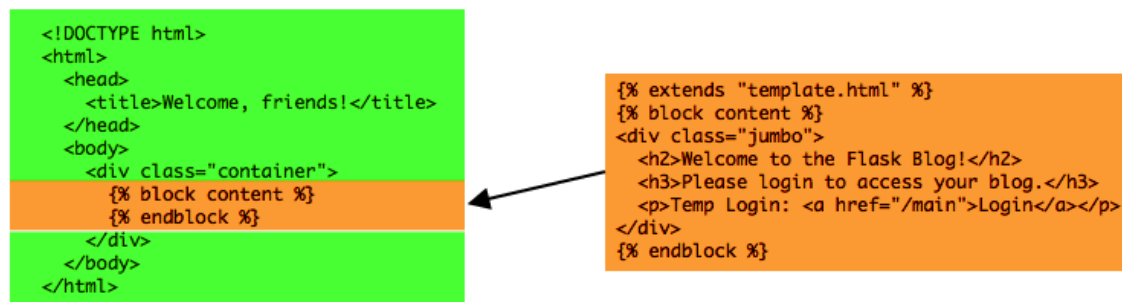 <!DOCTYPE html>
<html>
<head>
<title>Welcome, friends!</title>
</head>
<body>
<div class="container">
{% block content %}
{% endblock %}
</div>
</body>
</html>
{% extends "template.html" %}
{% block content %}
<div class="jumbo">
<h2>Welcome to the Flask Blog!</h2>
<h3>Please login to access your blog.</h3>
<p>Temp Login: <a href="/main">Login</a></p>
</div>
{% endblock %}